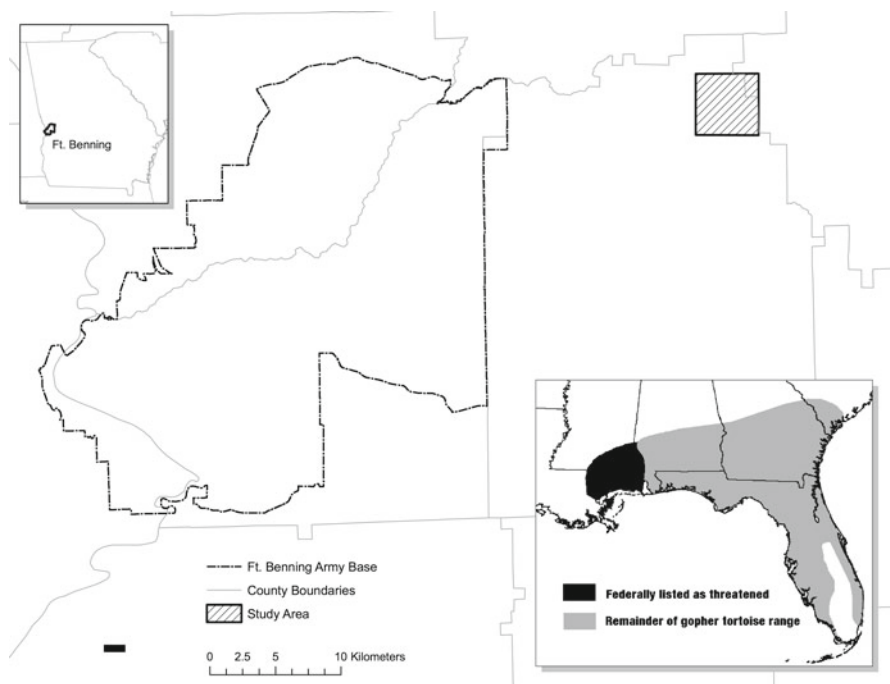 Ft. Benning
Ft. Benning Army Base
County Boundaries
Study Area
0 2.5 5 10 Kilometers
Federally listed as threatened
Remainder of gopher tortoise range